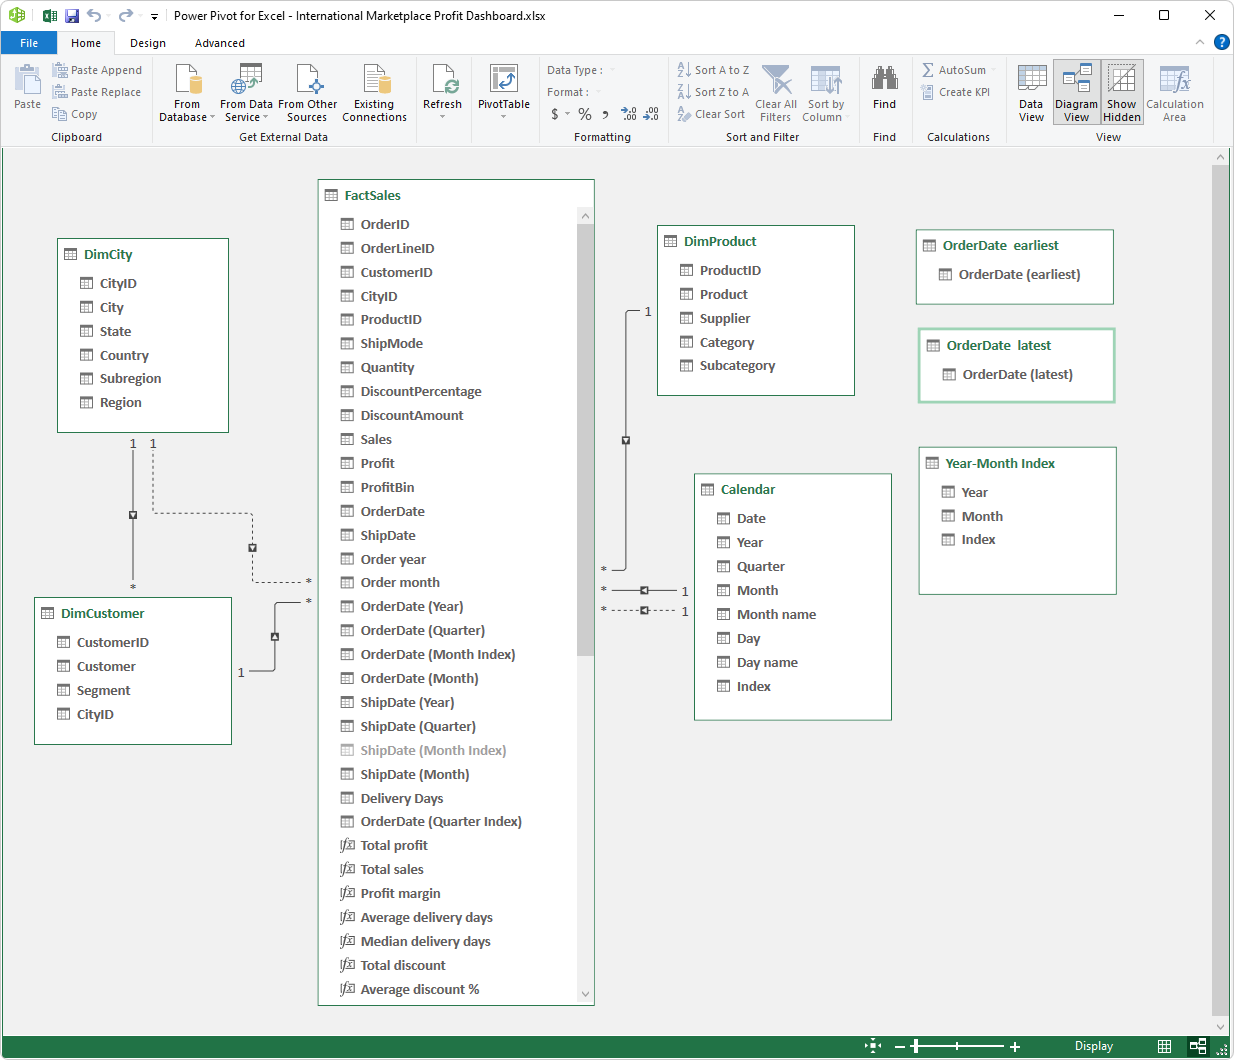 Power Pivot for Excel - International Marketplace Profit Dashboard.xlsx
File Home Design Advanced
Paste
Paste Append
Paste Replace
Copy
Clipboard
From Database
From Data Service
From Other Sources
Existing Connections
Get External Data
Refresh
PivotTable
Data Type :
Format :
$ % , .00 .00
Formatting
Sort A to Z
Sort Z to A
Clear Sort
Clear All Filters
Sort by Column
Sort and Filter
Find
Find
AutoSum
Create KPI
Calculations
Data View
Diagram View
Show Hidden
Calculation Area
View
DimCity
CityID
City
State
Country
Subregion
Region
1 1
*
DimCustomer
CustomerID
Customer
Segment
CityID
1
*
*
FactSales
OrderID
OrderLineID
CustomerID
CityID
ProductID
ShipMode
Quantity
DiscountPercentage
DiscountAmount
Sales
Profit
ProfitBin
OrderDate
ShipDate
Order year
Order month
OrderDate (Year)
OrderDate (Quarter)
OrderDate (Month Index)
OrderDate (Month)
ShipDate (Year)
ShipDate (Quarter)
ShipDate (Month Index)
ShipDate (Month)
Delivery Days
OrderDate (Quarter Index)
Total profit
Total sales
Profit margin
Average delivery days
Median delivery days
Total discount
Average discount %
DimProduct
ProductID
Product
Supplier
Category
Subcategory
1
*
* 1
* 1
Calendar
Date
Year
Quarter
Month
Month name
Day
Day name
Index
OrderDate earliest
OrderDate (earliest)
OrderDate latest
OrderDate (latest)
Year-Month Index
Year
Month
Index
Display